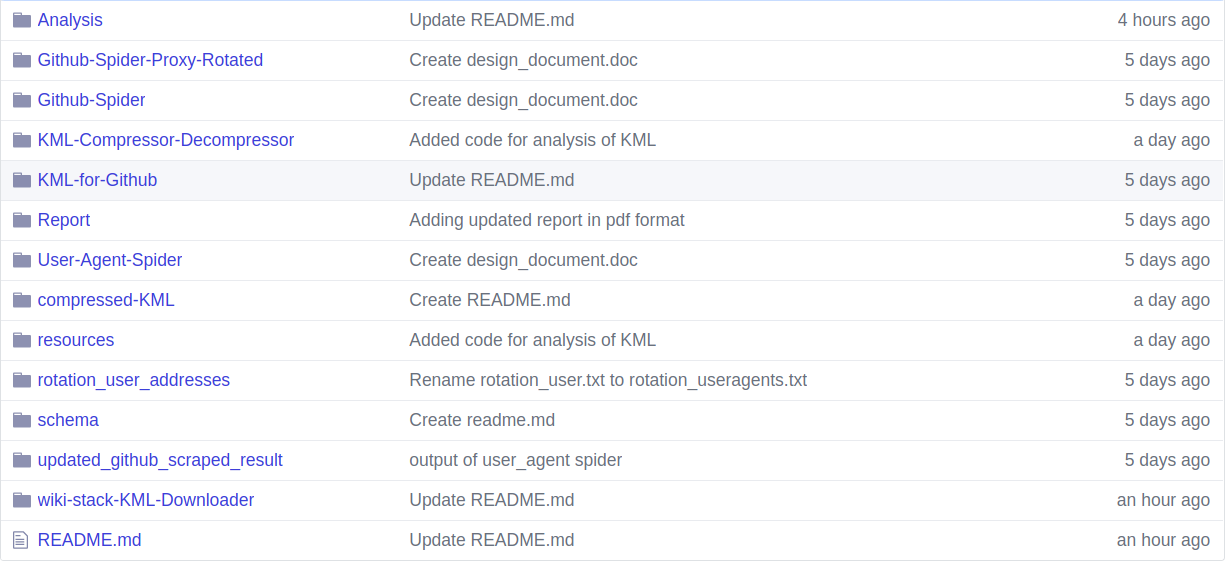 Analysis Update README.md 4 hours ago
Github-Spider-Proxy-Rotated Create design_document.doc 5 days ago
Github-Spider Create design_document.doc 5 days ago
KML-Compressor-Decompressor Added code for analysis of KML a day ago
KML-for-Github Update README.md 5 days ago
Report Adding updated report in pdf format 5 days ago
User-Agent-Spider Create design_document.doc 5 days ago
compressed-KML Create README.md a day ago
resources Added code for analysis of KML a day ago
rotation_user_addresses Rename rotation_user.txt to rotation_useragents.txt 5 days ago
schema Create readme.md 5 days ago
updated_github_scraped_result output of user_agent spider 5 days ago
wiki-stack-KML-Downloader Update README.md an hour ago
README.md Update README.md an hour ago